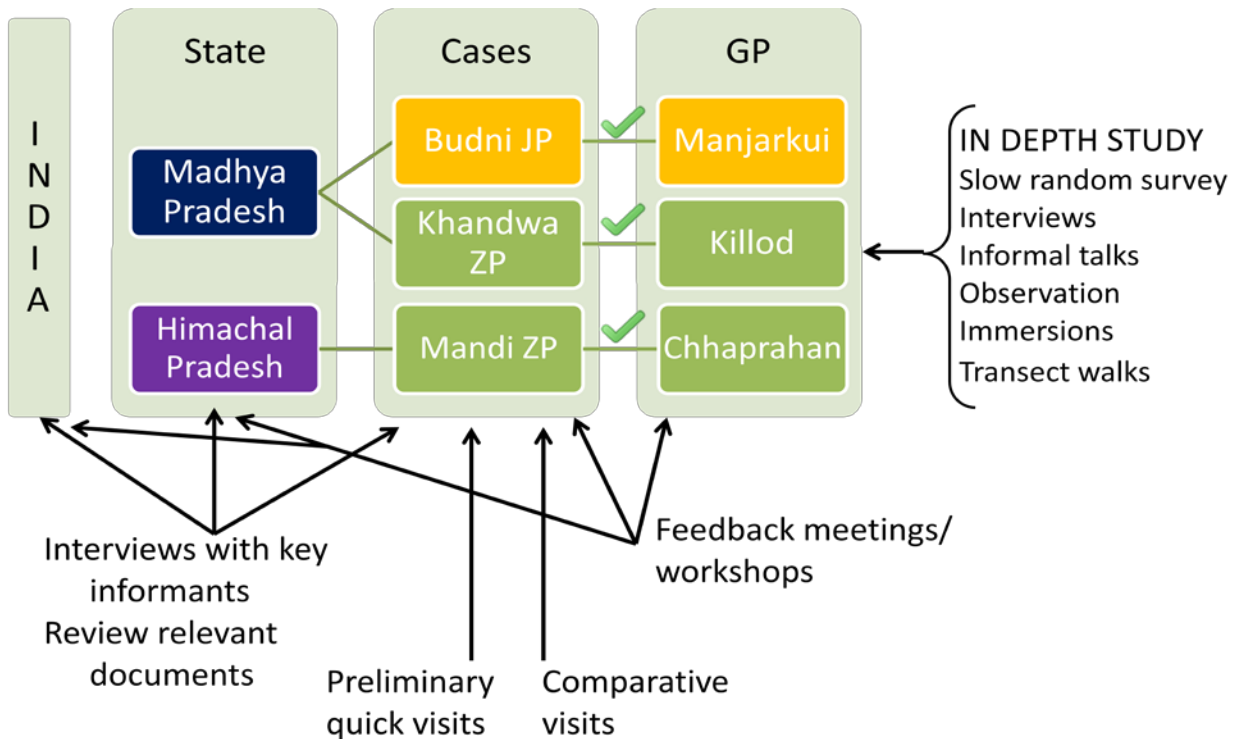 INDIA
State
Madhya
Pradesh
Himachal
Pradesh
Cases
Budni JP
Khandwa
ZP
Mandi ZP
GP
Manjarkui
Killod
Chhaprahan
IN DEPTH STUDY
Slow random survey
Interviews
Informal talks
Observation
Immersions
Transect walks
Interviews with key
informants
Review relevant
documents
Preliminary
quick visits
Comparative
visits
Feedback meetings/
workshops